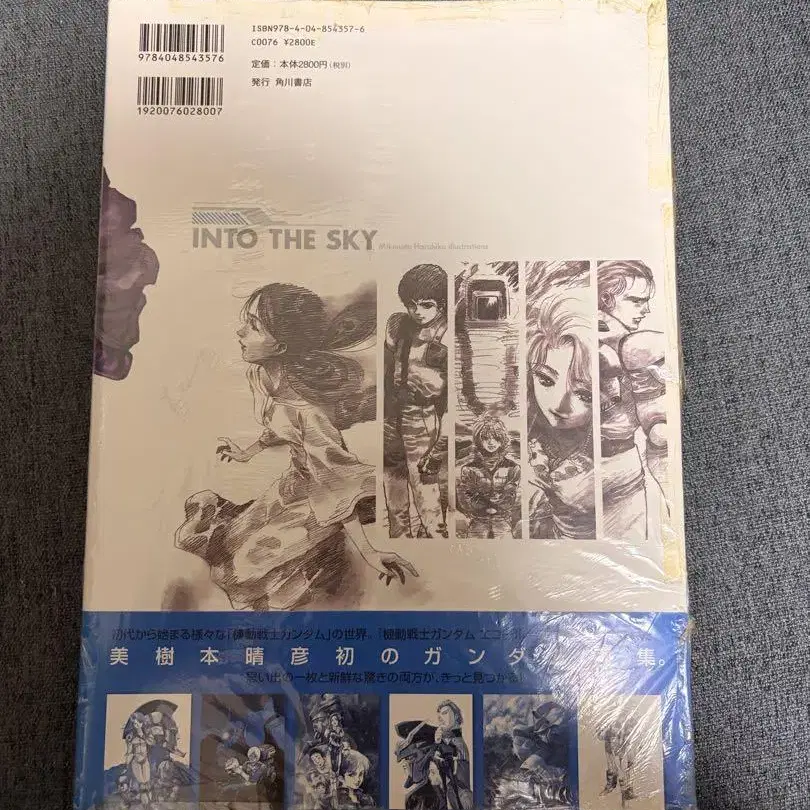 ISBN978-4-04-854357-6
C0076 ¥2800E
9784048543576
定価：本体2800円(税別)
発行 角川書店
1920076028007
INTO THE SKY
Mikimoto Haruhiko illustrations
初代から始まる様々な「機動戦士ガンダム」の世界。「機動戦士ガンダム エコール
美樹本晴彦初のガンダ 集。
思い出の一枚と新鮮な驚きの両方が、きっと見つかる!